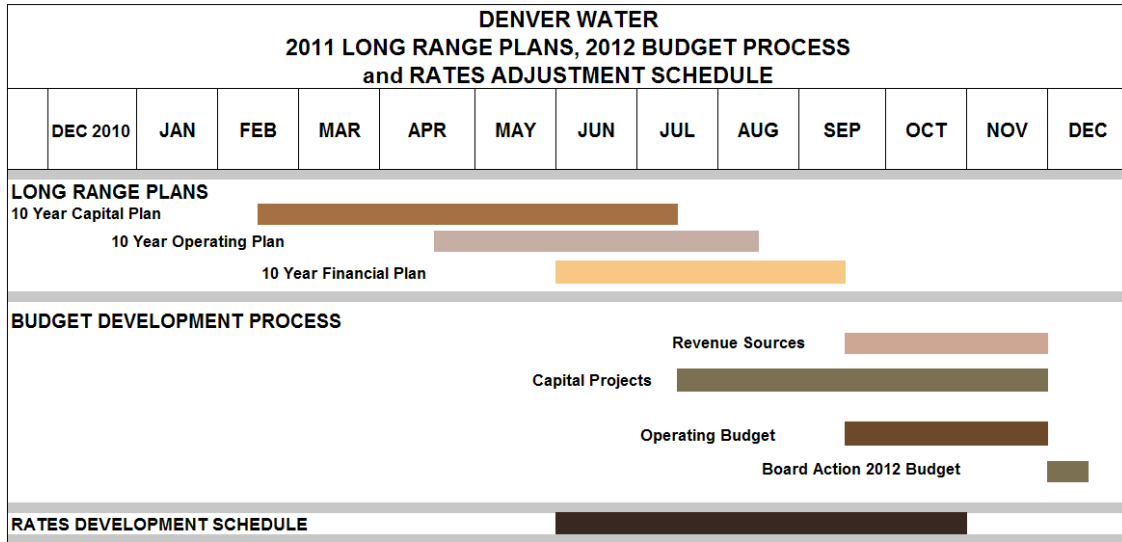 DENVER WATER
2011 LONG RANGE PLANS, 2012 BUDGET PROCESS
and RATES ADJUSTMENT SCHEDULE
DEC 2010 JAN FEB MAR APR MAY JUN JUL AUG SEP OCT NOV DEC
LONG RANGE PLANS
10 Year Capital Plan
10 Year Operating Plan
10 Year Financial Plan
BUDGET DEVELOPMENT PROCESS
Revenue Sources
Capital Projects
Operating Budget
Board Action 2012 Budget
RATES DEVELOPMENT SCHEDULE